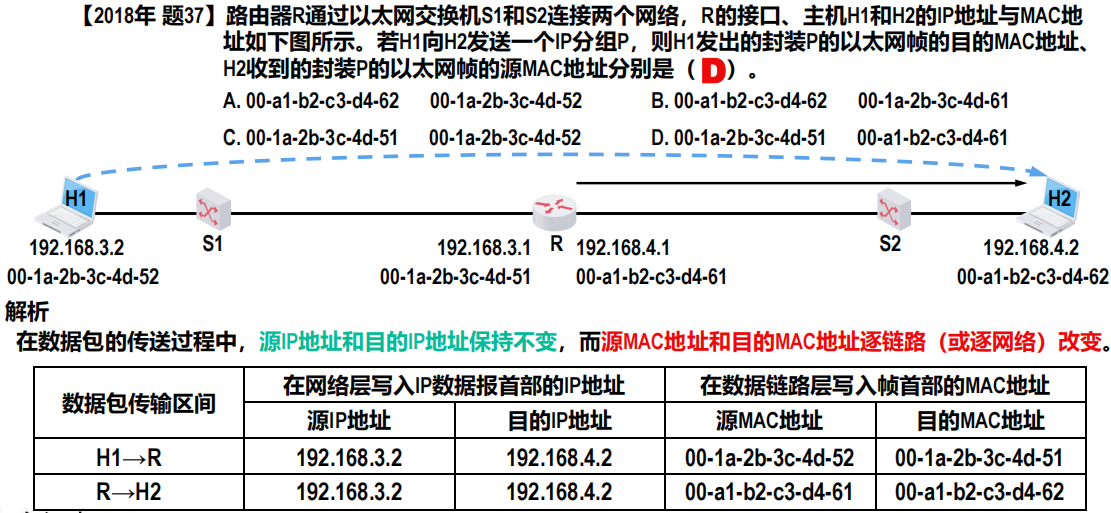 【2018年 题37】路由器R通过以太网交换机S1和S2连接两个网络，R的接口、主机H1和H2的IP地址与MAC地
址如下图所示。若H1向H2发送一个IP分组P，则H1发出的封装P的以太网帧的目的MAC地址、
H2收到的封装P的以太网帧的源MAC地址分别是（ D ）。
A. 00-a1-b2-c3-d4-62 00-1a-2b-3c-4d-52 B. 00-a1-b2-c3-d4-62 00-1a-2b-3c-4d-61
C. 00-1a-2b-3c-4d-51 00-1a-2b-3c-4d-52 D. 00-1a-2b-3c-4d-51 00-a1-b2-c3-d4-61
H1 H2
S1 192.168.3.1 R 192.168.4.1 S2
192.168.3.2 192.168.4.2
00-1a-2b-3c-4d-52 00-1a-2b-3c-4d-51 00-a1-b2-c3-d4-61 00-a1-b2-c3-d4-62
解析
在数据包的传送过程中，源IP地址和目的IP地址保持不变，而源MAC地址和目的MAC地址逐链路（或逐网络）改变。
数据包传输区间 在网络层写入IP数据报首部的IP地址 在数据链路层写入帧首部的MAC地址
源IP地址 目的IP地址 源MAC地址 目的MAC地址
H1→R 192.168.3.2 192.168.4.2 00-1a-2b-3c-4d-52 00-1a-2b-3c-4d-51
R→H2 192.168.3.2 192.168.4.2 00-a1-b2-c3-d4-61 00-a1-b2-c3-d4-62